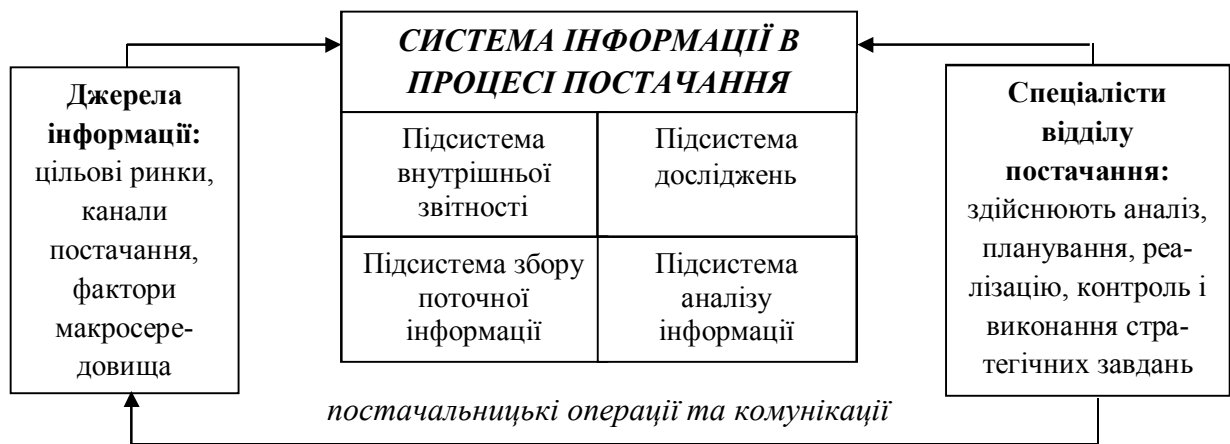 СИСТЕМА ІНФОРМАЦІЇ В
ПРОЦЕСІ ПОСТАЧАННЯ
Джерела
інформації:
цільові ринки,
канали
постачання,
фактори
макросере-
довища
Підсистема
внутрішньої
звітності
Підсистема
досліджень
Підсистема збору
поточної
інформації
Підсистема
аналізу
інформації
Спеціалісти
відділу
постачання:
здійснюють аналіз,
планування, реа-
лізацію, контроль і
виконання стра-
тегічних завдань
постачальницькі операції та комунікації